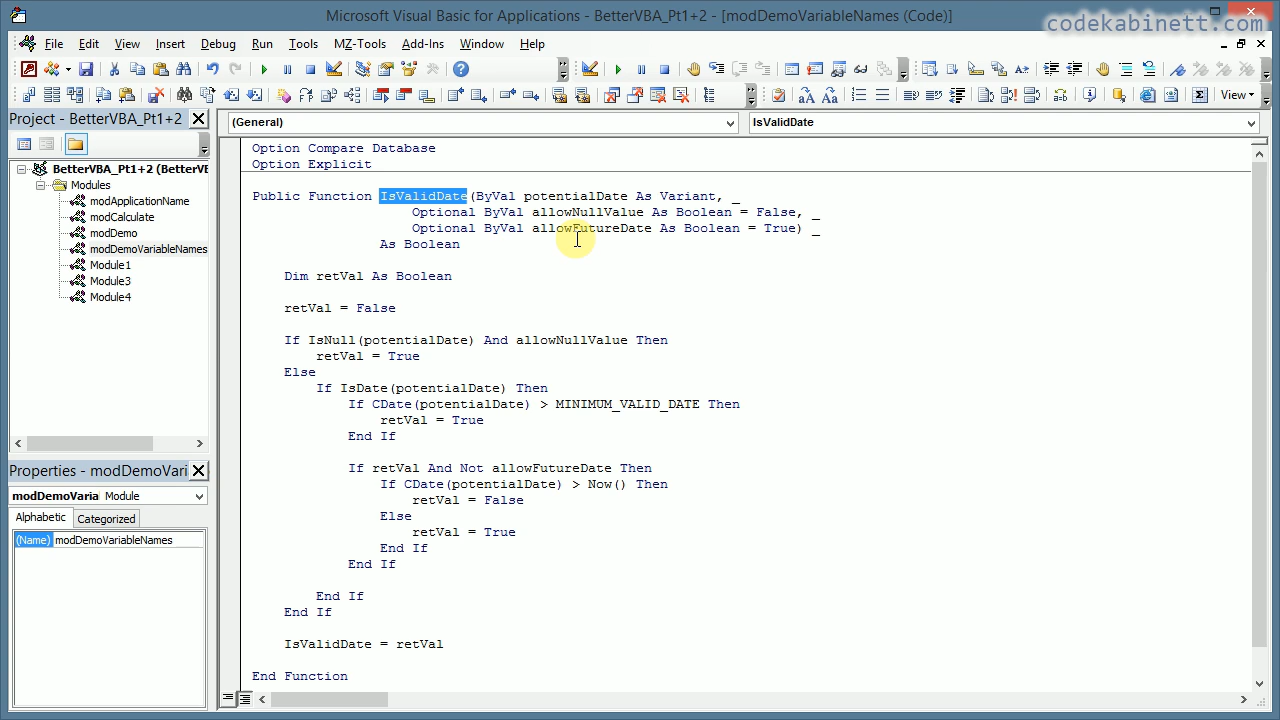 Microsoft Visual Basic for Applications - BetterVBA_Pt1+2 - [modDemoVariableNames (Code)]
codekabinett.com
File Edit View Insert Format Debug Run Tools MZ-Tools Add-Ins Window Help
View
Project - BetterVBA_Pt1+2
BetterVBA_Pt1+2 (BetterVB
Modules
modApplicationName
modCalculate
modDemo
modDemoVariableNames
Module1
Module3
Module4
Properties - modDemoVari
modDemoVaria Module
Alphabetic Categorized
(Name) modDemoVariableNames
(General) IsValidDate
Option Compare Database
Option Explicit
Public Function IsValidDate(ByVal potentialDate As Variant, _
Optional ByVal allowNullValue As Boolean = False, _
Optional ByVal allowFutureDate As Boolean = True) _
As Boolean
Dim retVal As Boolean
retVal = False
If IsNull(potentialDate) And allowNullValue Then
retVal = True
Else
If IsDate(potentialDate) Then
If CDate(potentialDate) > MINIMUM_VALID_DATE Then
retVal = True
End If
If retVal And Not allowFutureDate Then
If CDate(potentialDate) > Now() Then
retVal = False
Else
retVal = True
End If
End If
End If
End If
IsValidDate = retVal
End Function